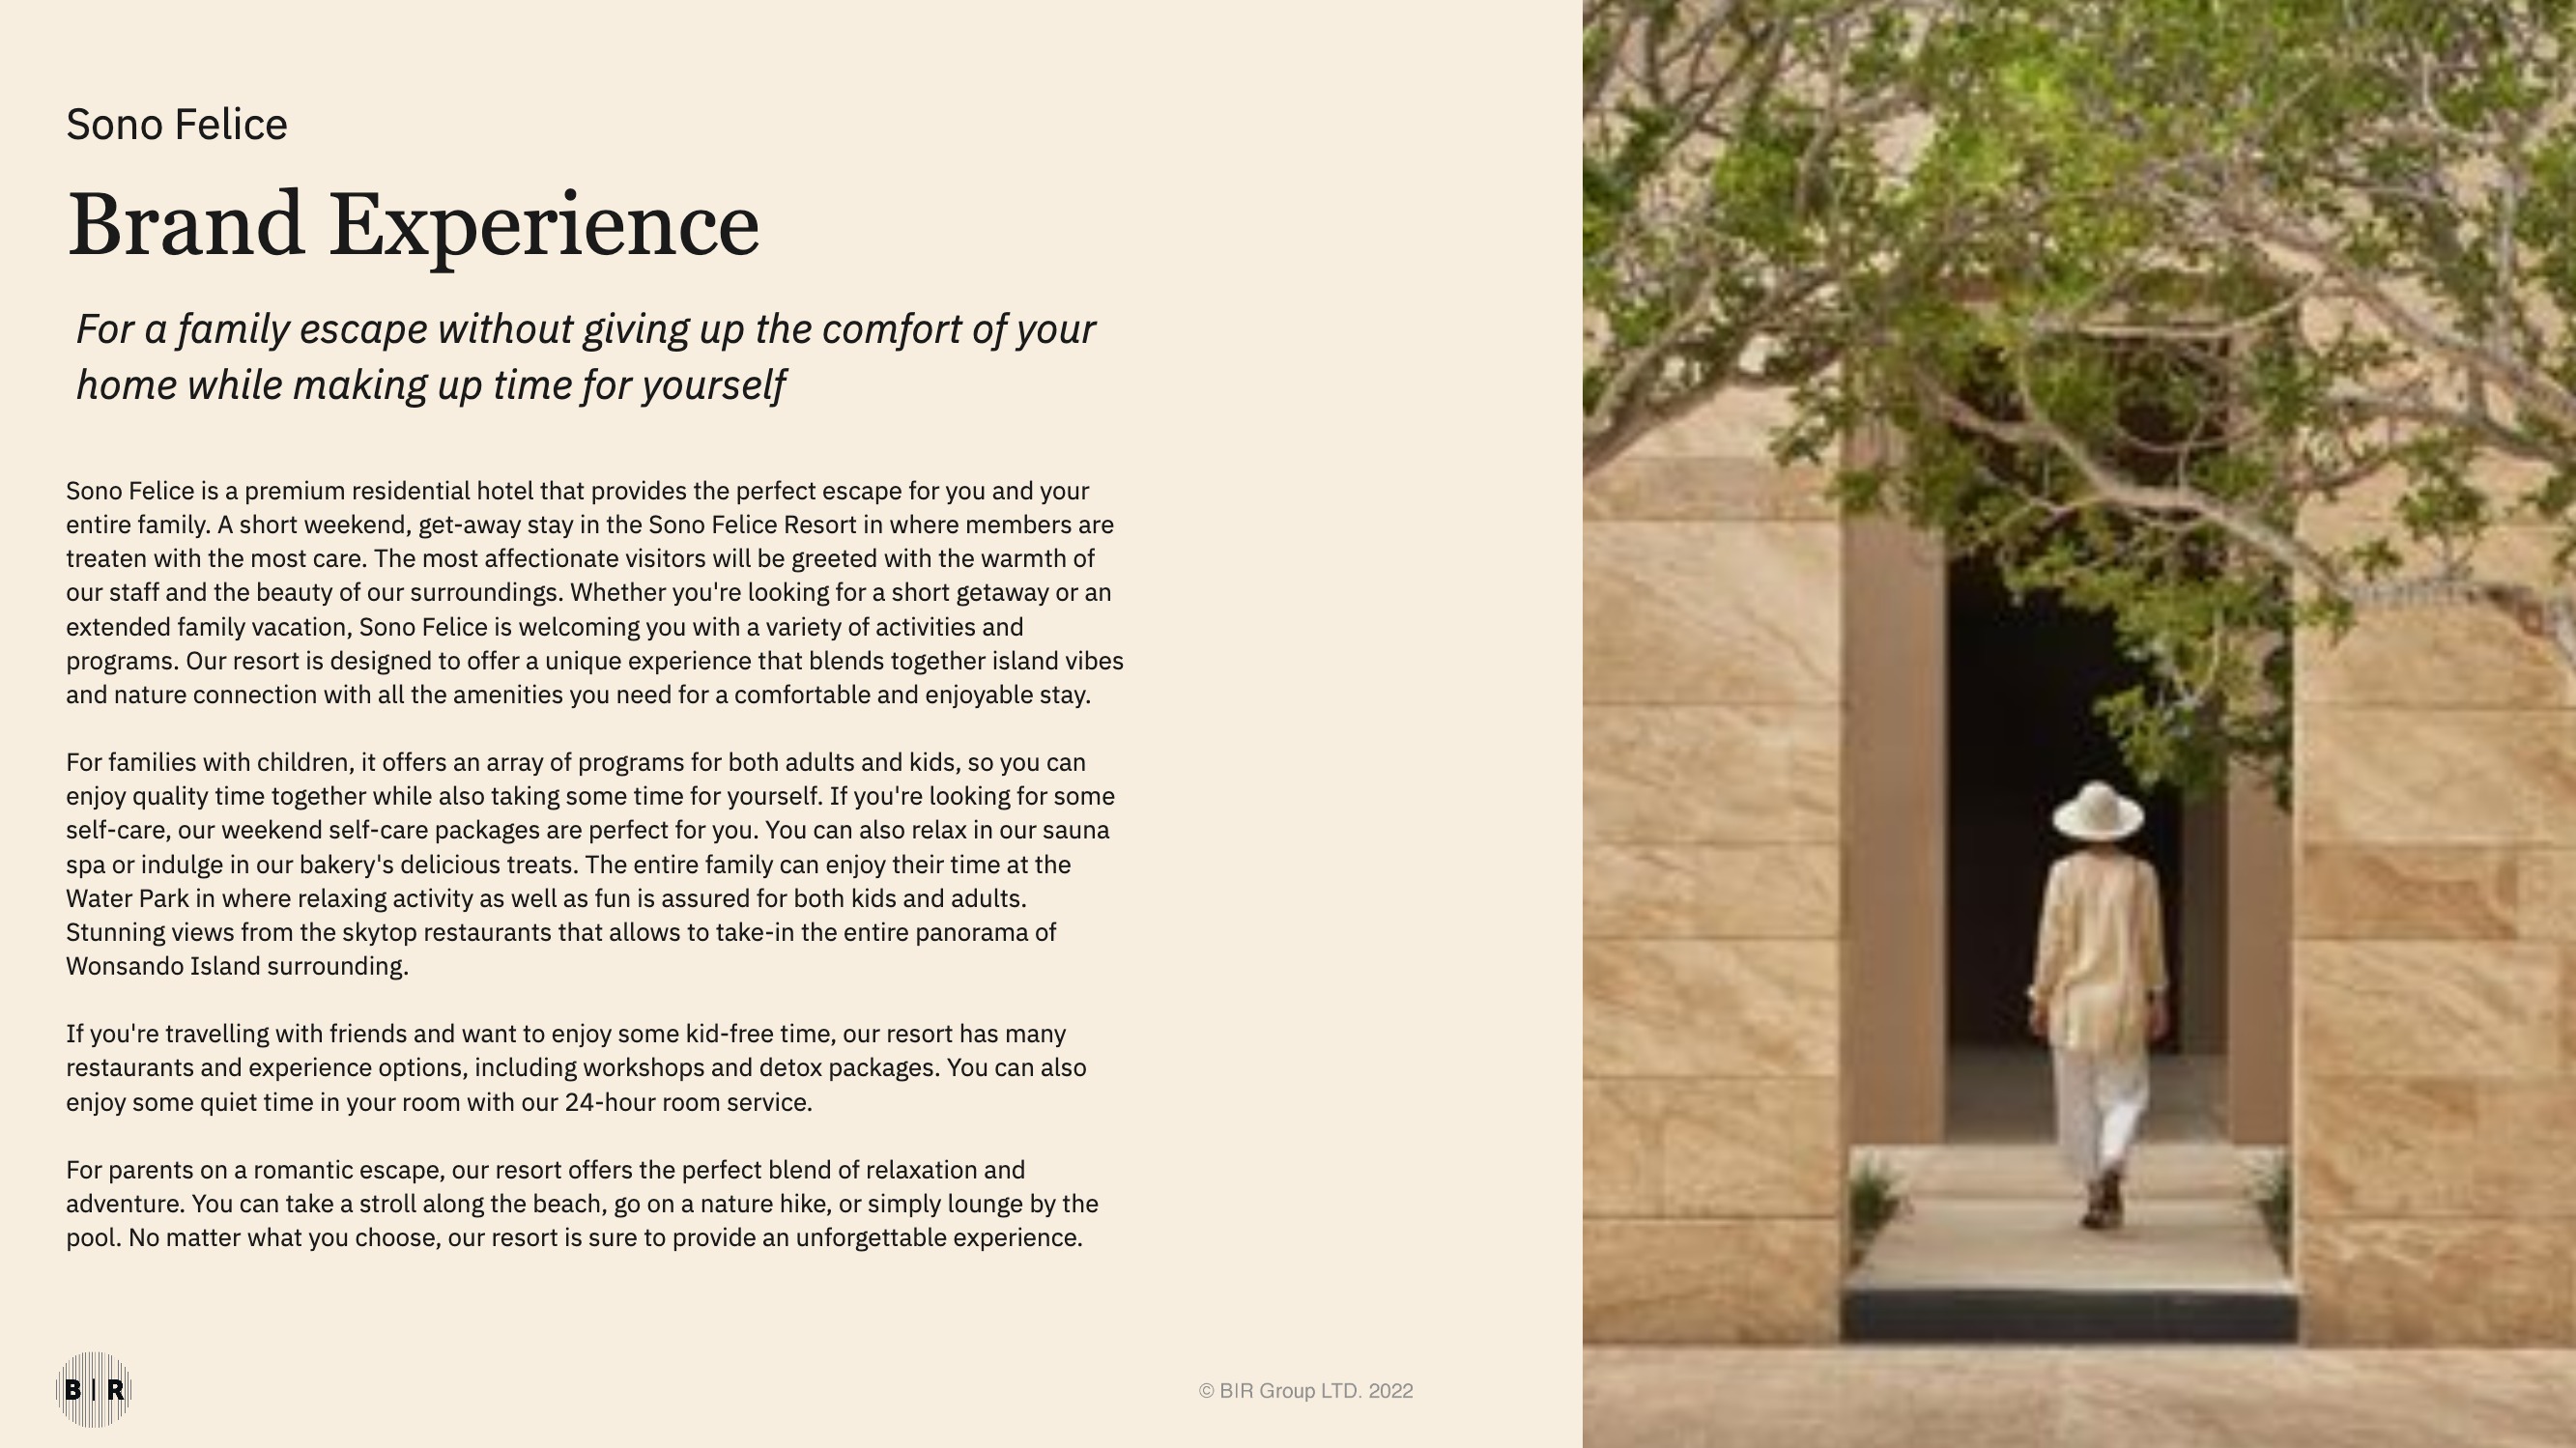 Sono Felice
Brand Experience
For a family escape without giving up the comfort of your
home while making up time for yourself
Sono Felice is a premium residential hotel that provides the perfect escape for you and your
entire family. A short weekend, get-away stay in the Sono Felice Resort in where members are
treaten with the most care. The most affectionate visitors will be greeted with the warmth of
our staff and the beauty of our surroundings. Whether you're looking for a short getaway or an
extended family vacation, Sono Felice is welcoming you with a variety of activities and
programs. Our resort is designed to offer a unique experience that blends together island vibes
and nature connection with all the amenities you need for a comfortable and enjoyable stay.
For families with children, it offers an array of programs for both adults and kids, so you can
enjoy quality time together while also taking some time for yourself. If you're looking for some
self-care, our weekend self-care packages are perfect for you. You can also relax in our sauna
spa or indulge in our bakery's delicious treats. The entire family can enjoy their time at the
Water Park in where relaxing activity as well as fun is assured for both kids and adults.
Stunning views from the skytop restaurants that allows to take-in the entire panorama of
Wonsando Island surrounding.
If you're travelling with friends and want to enjoy some kid-free time, our resort has many
restaurants and experience options, including workshops and detox packages. You can also
enjoy some quiet time in your room with our 24-hour room service.
For parents on a romantic escape, our resort offers the perfect blend of relaxation and
adventure. You can take a stroll along the beach, go on a nature hike, or simply lounge by the
pool. No matter what you choose, our resort is sure to provide an unforgettable experience.
B | R
© BIR Group LTD. 2022